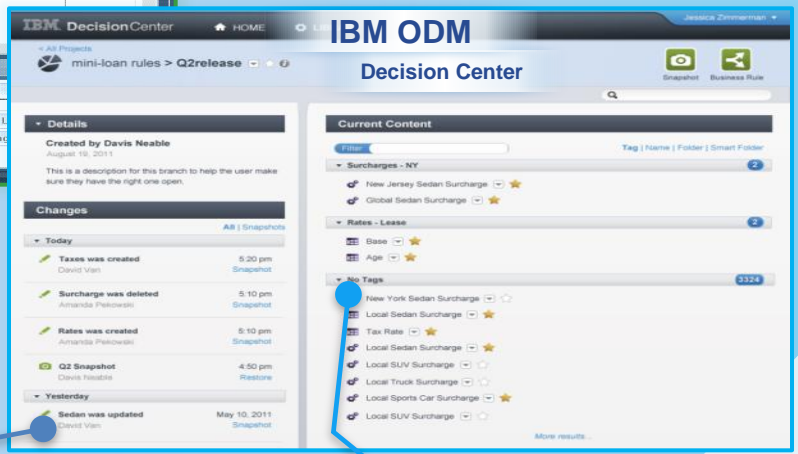 IBM DecisionCenter
HOME
IBM ODM
Jessica Zimmerman
< All Projects
mini-loan rules > Q2release
Decision Center
Snapshot
Business Rule
Details
Created by Davis Neable
August 19, 2011
This is a description for this branch to help the user make
sure they have the right one open.
Changes
All | Snapshots
Today
Taxes was created 5:20 pm
David Van Snapshot
Surcharge was deleted 5:10 pm
Amanda Piekowski Snapshot
Rates was created 5:10 pm
Amanda Piekowski Snapshot
Q2 Snapshot 4:50 pm
Davis Neable Restore
Yesterday
Sedan was updated May 10, 2011
David Van Snapshot
Current Content
Filter
Tag | Name | Folder | Smart Folder
Surcharges - NY 2
New Jersey Sedan Surcharge
Global Sedan Surcharge
Rates - Lease 2
Base
Age
No Tags 3324
New York Sedan Surcharge
Local Sedan Surcharge
Tax Rate
Local Sedan Surcharge
Local SUV Surcharge
Local Truck Surcharge
Local Sports Car Surcharge
Local SUV Surcharge
More results...